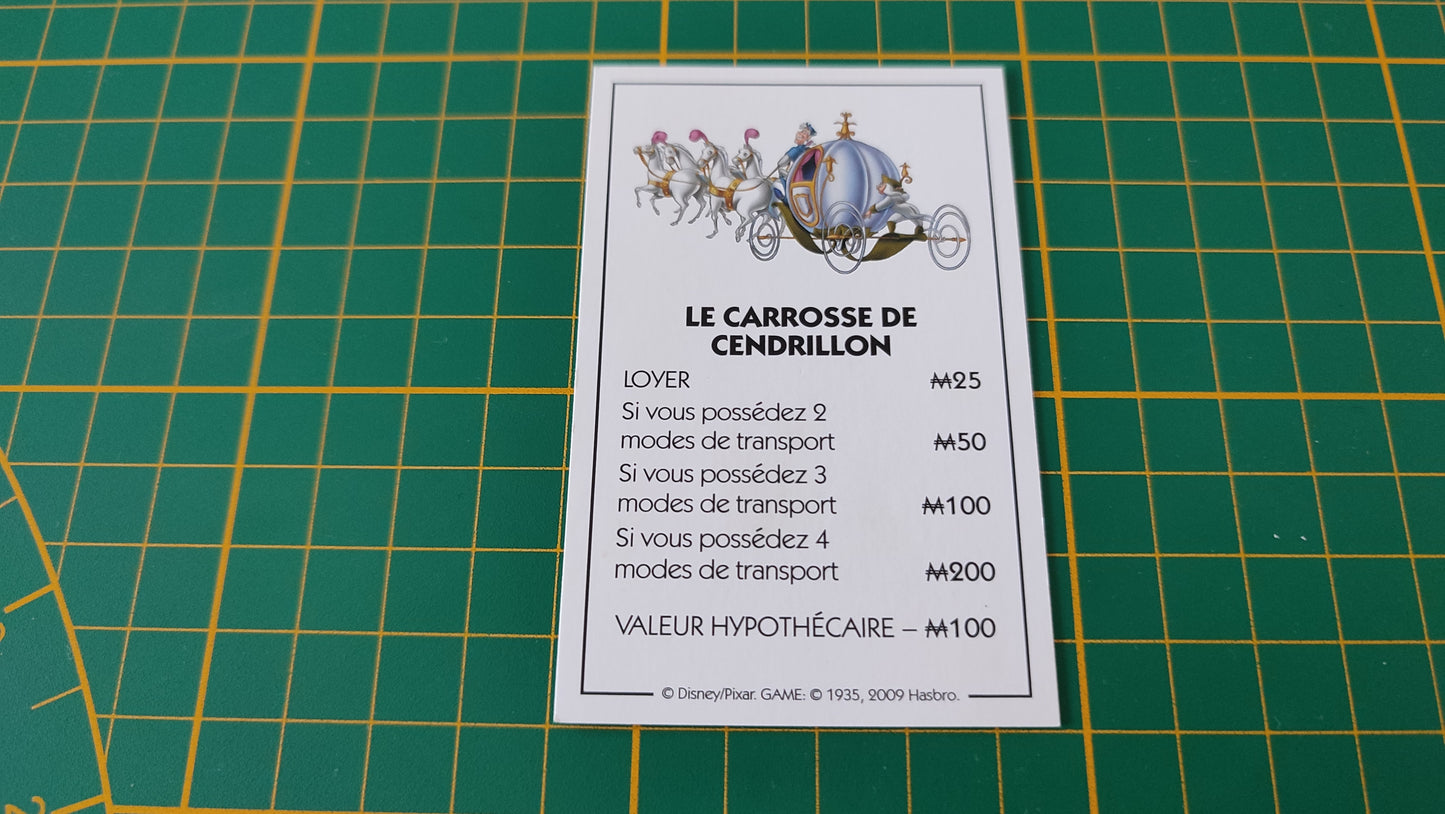 LE CARROSSE DE
CENDRILLON
LOYER ₩25
Si vous possédez 2
modes de transport ₩50
Si vous possédez 3
modes de transport ₩100
Si vous possédez 4
modes de transport ₩200
VALEUR HYPOTHÉCAIRE – ₩100
© Disney/Pixar. GAME: © 1935, 2009 Hasbro.